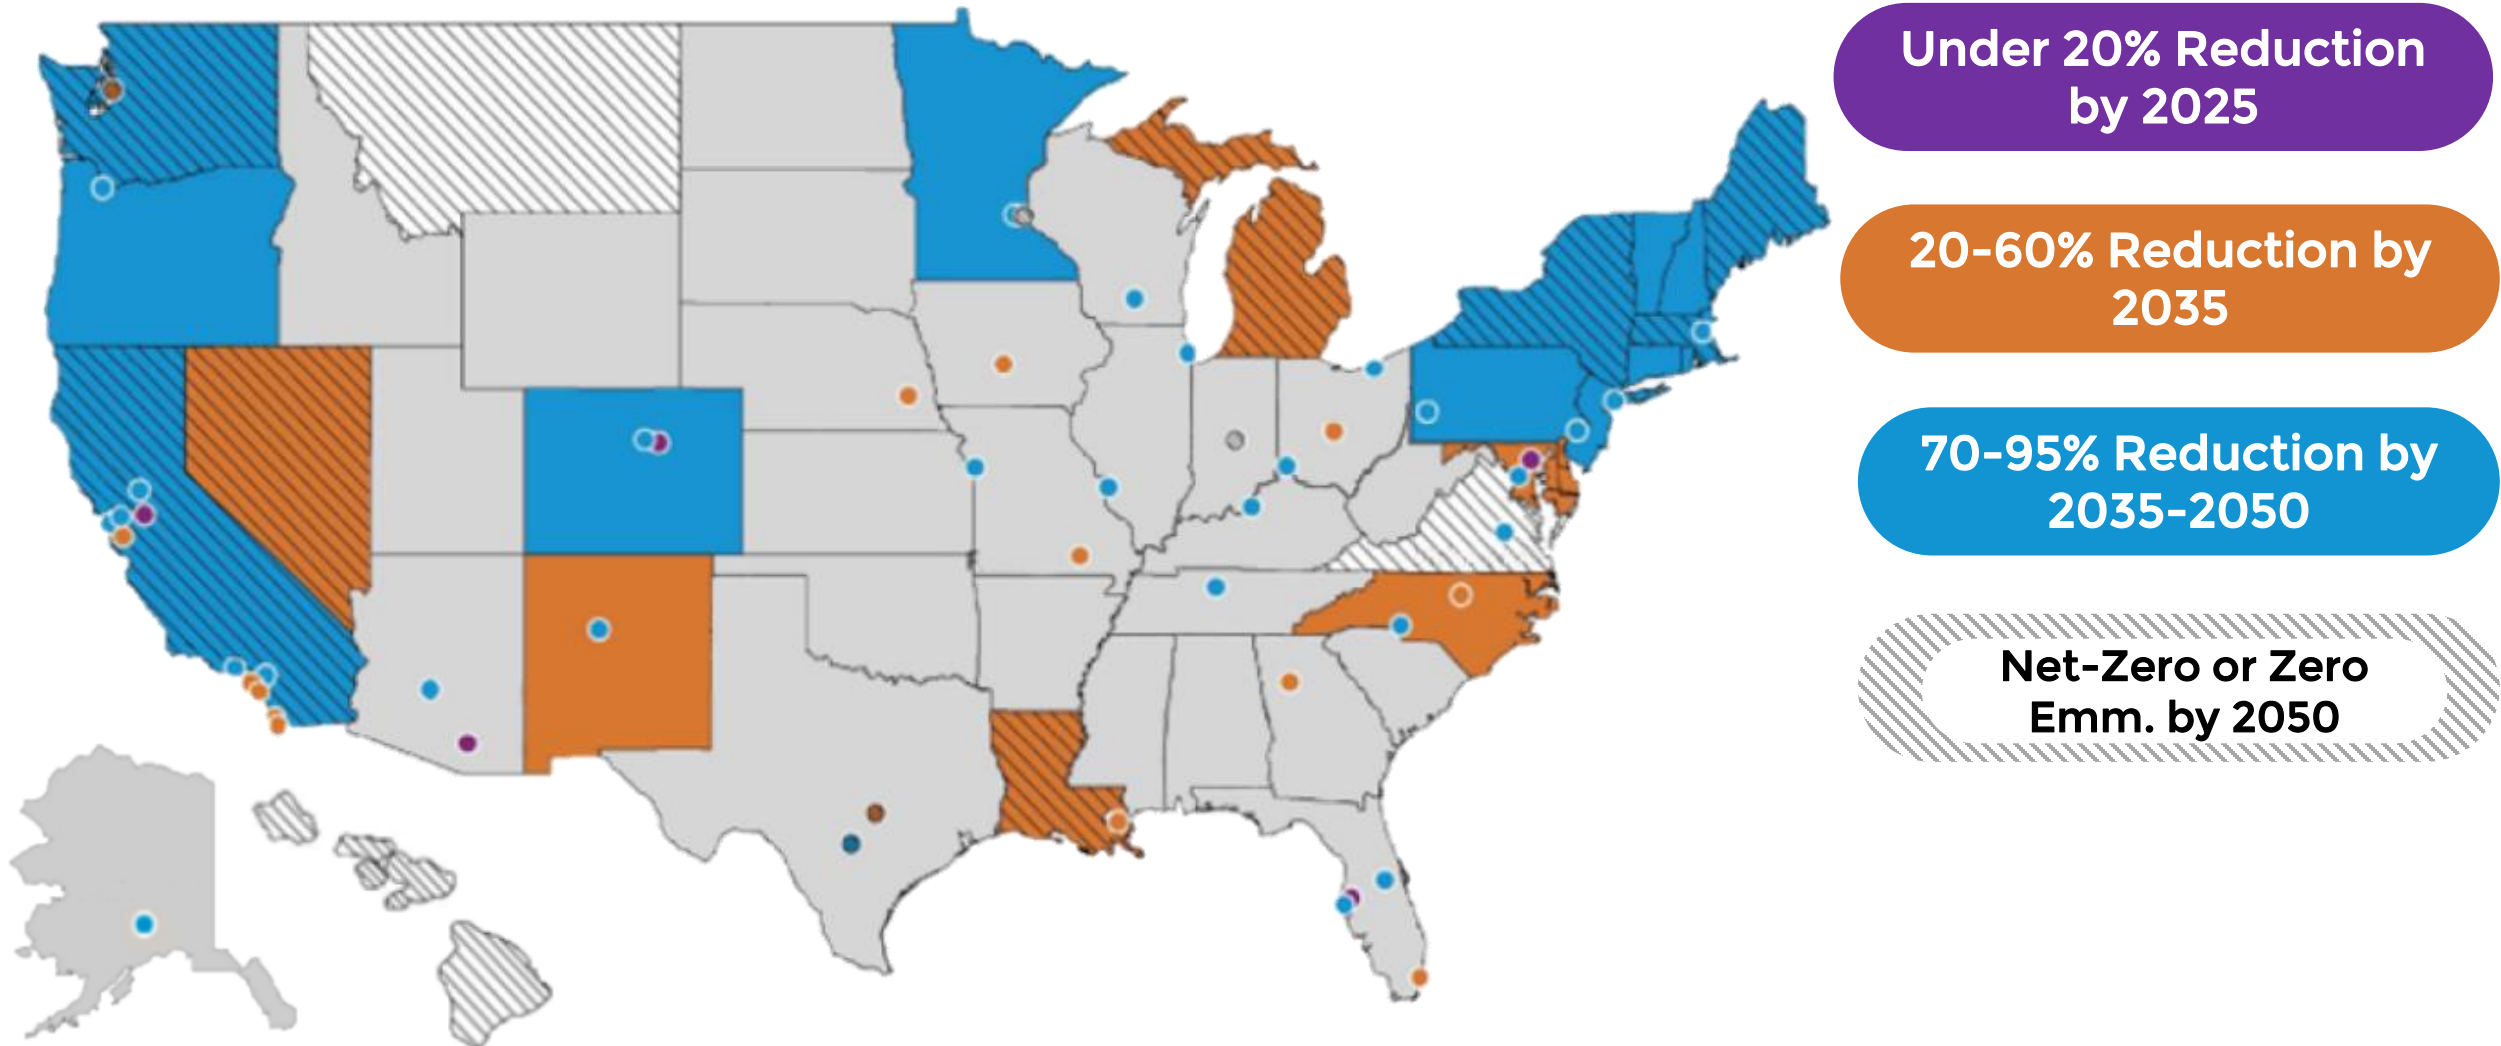 Under 20% Reduction
by 2025
20-60% Reduction by
2035
70-95% Reduction by
2035-2050
Net-Zero or Zero
Emm. by 2050